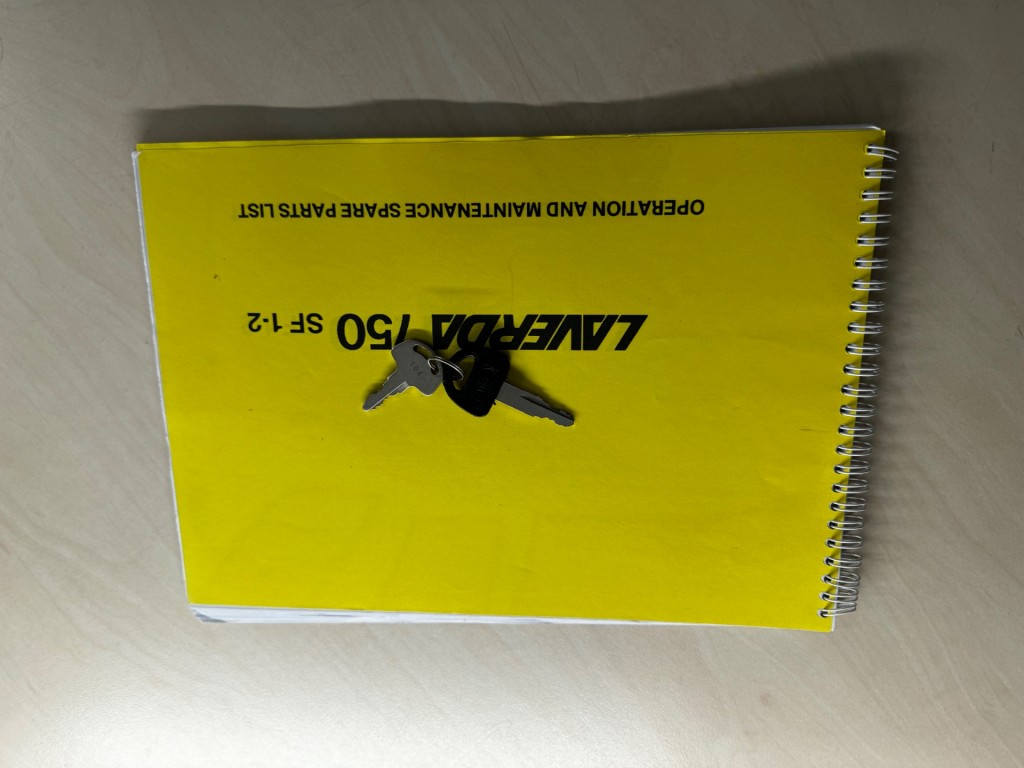 LAVERDA 750 SF 1-2
OPERATION AND MAINTENANCE SPARE PARTS LIST